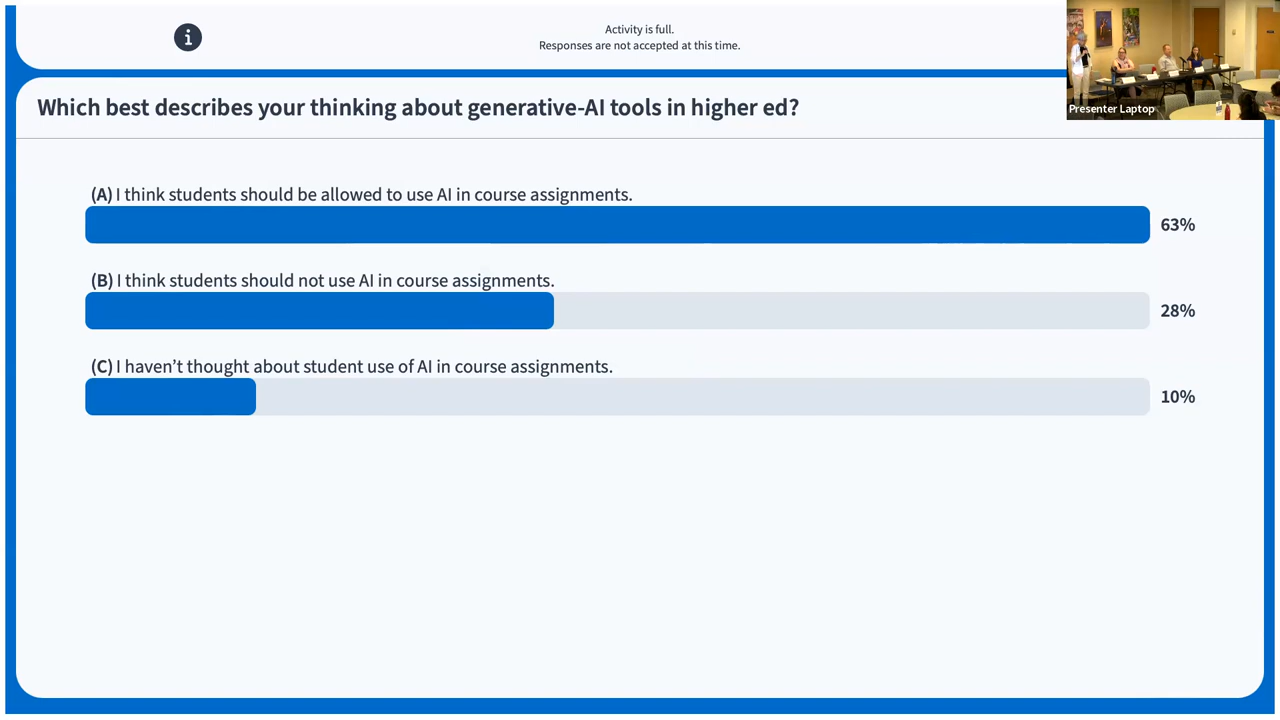 Activity is full.
Responses are not accepted at this time.
Presenter Laptop
Which best describes your thinking about generative-AI tools in higher ed?
(A) I think students should be allowed to use AI in course assignments.
63%
(B) I think students should not use AI in course assignments.
28%
(C) I haven’t thought about student use of AI in course assignments.
10%